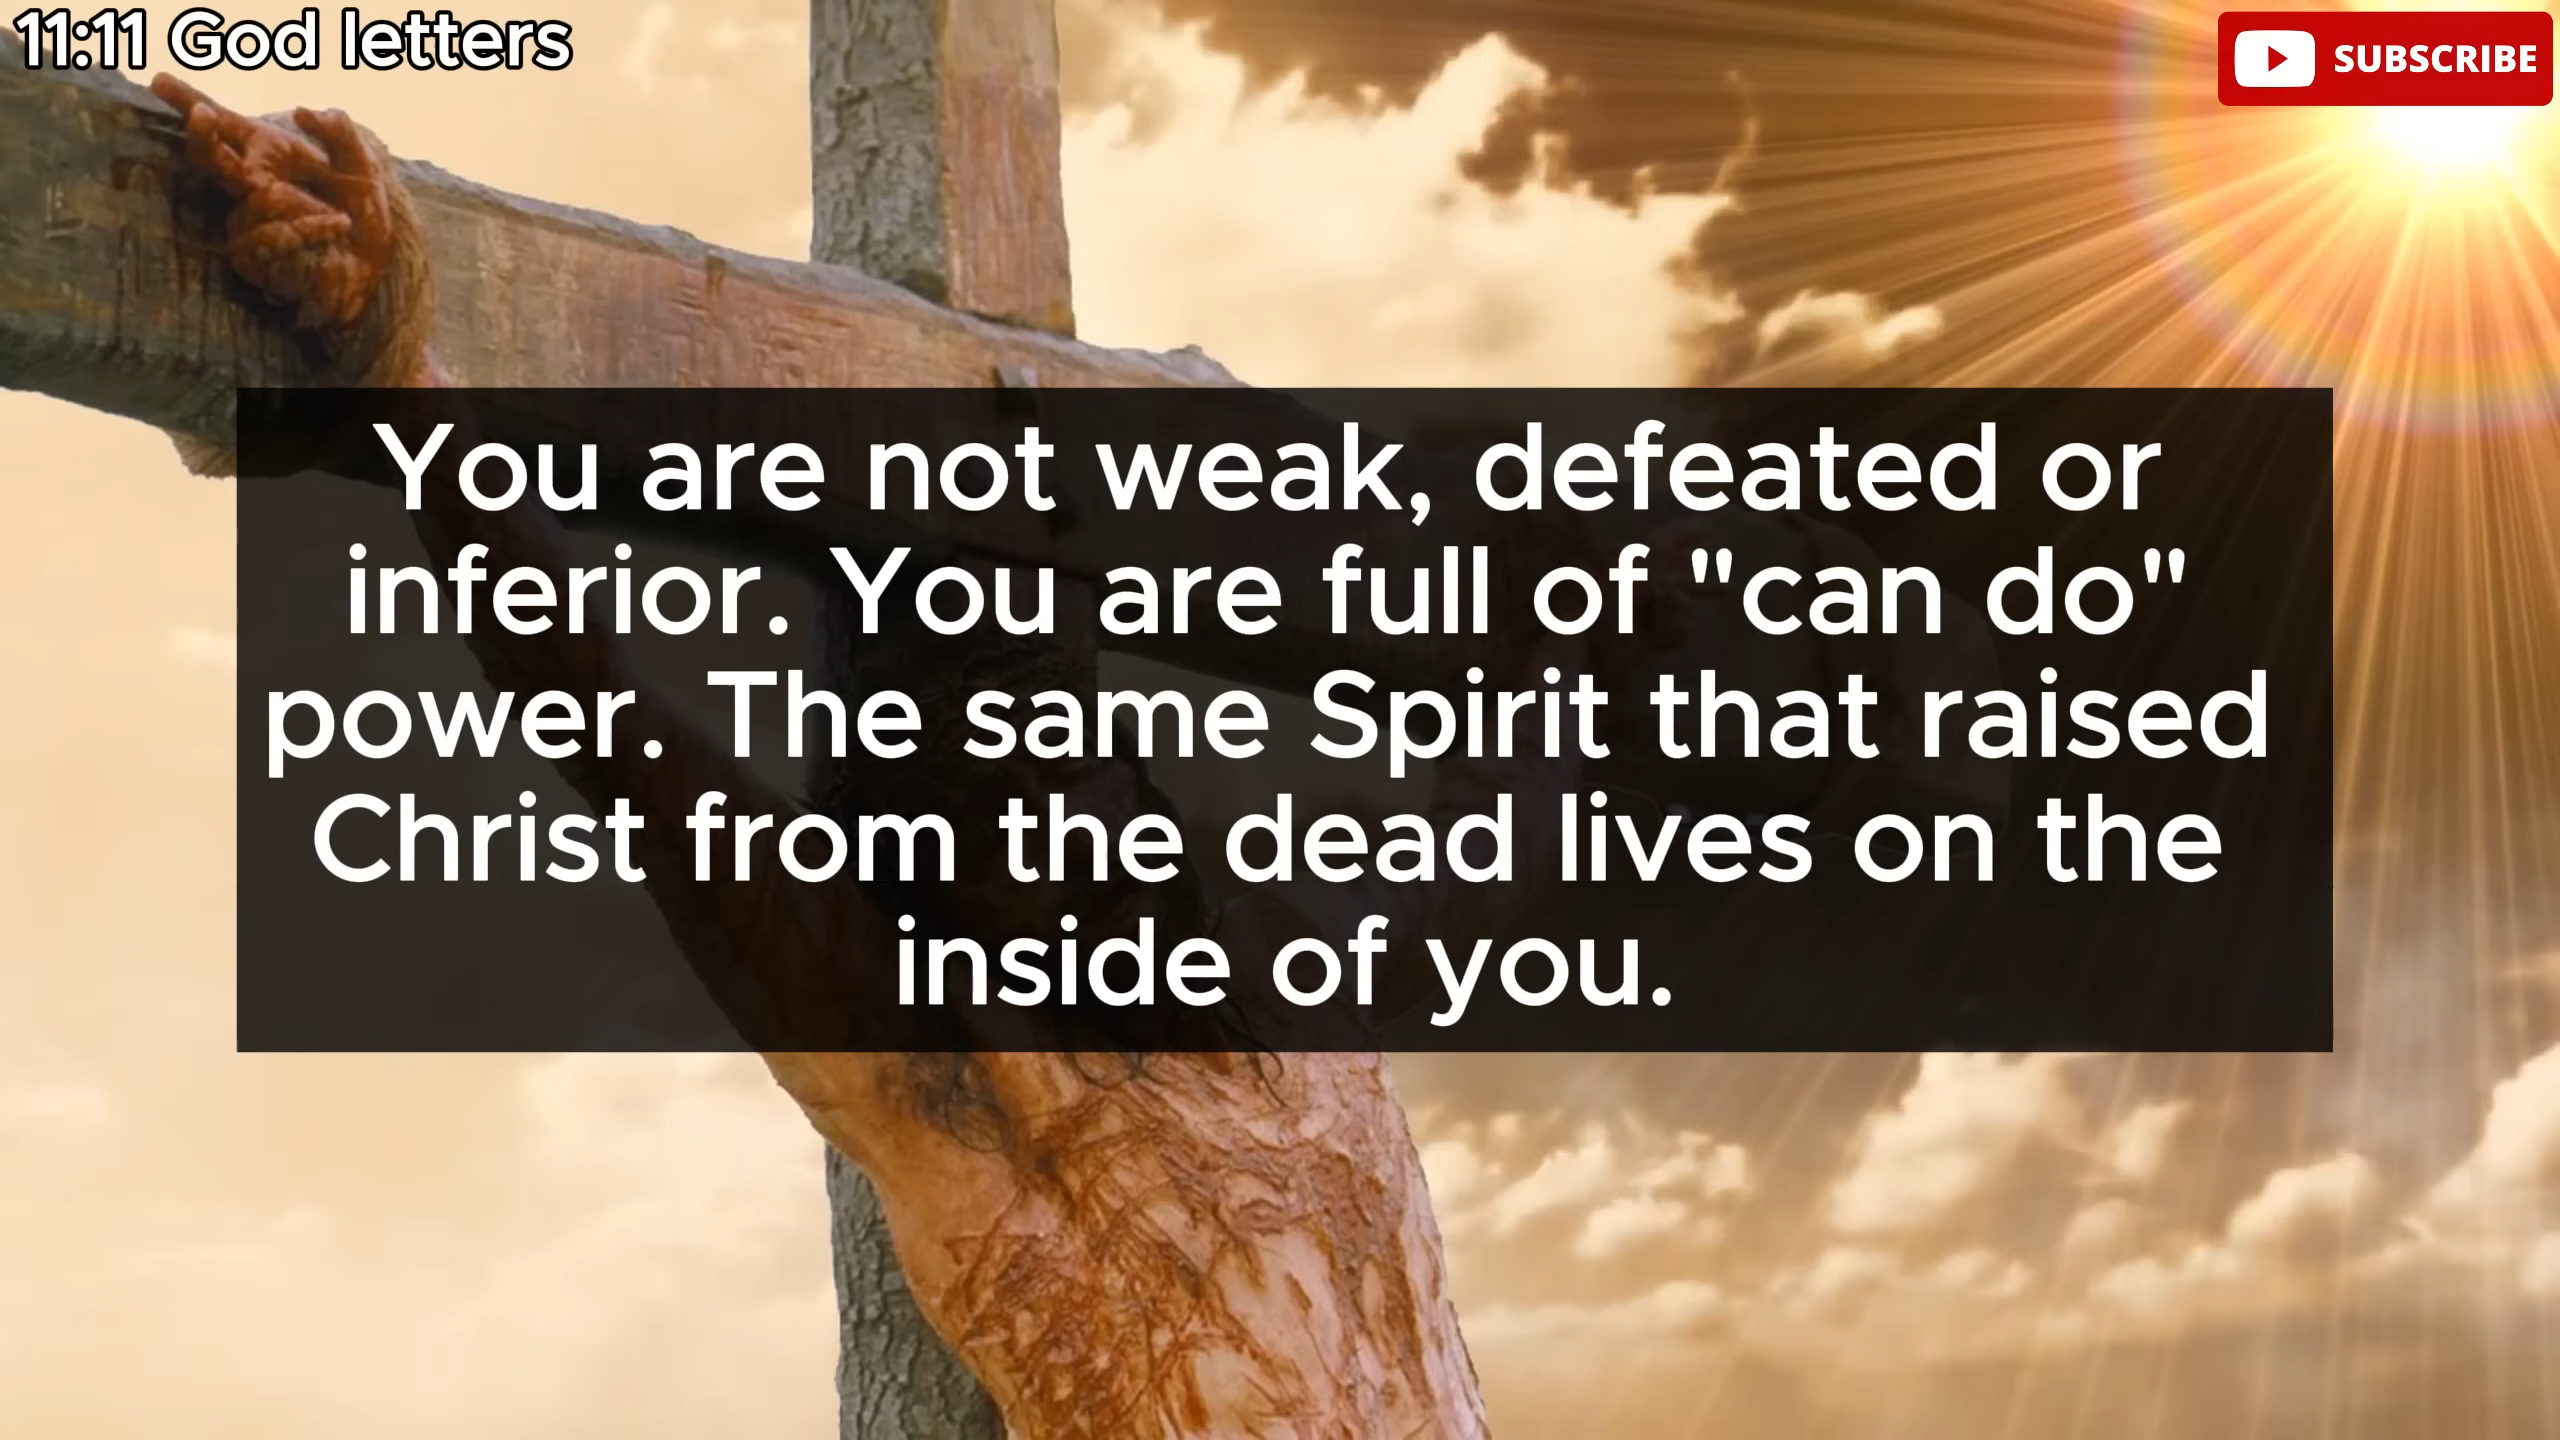 11:11 God letters
SUBSCRIBE
You are not weak, defeated or
inferior. You are full of "can do"
power. The same Spirit that raised
Christ from the dead lives on the
inside of you.